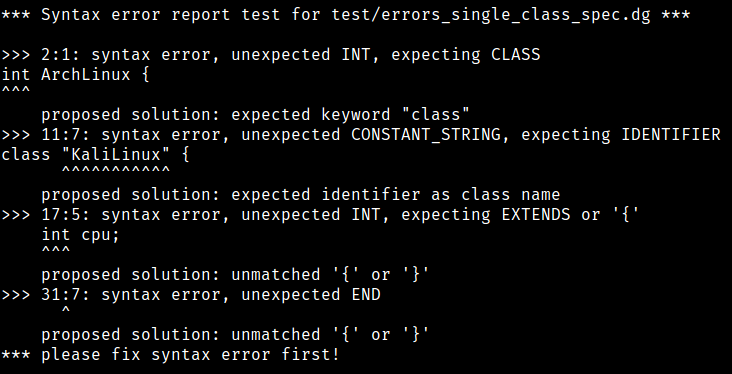 *** Syntax error report test for test/errors_single_class_spec.dg ***
>>> 2:1: syntax error, unexpected INT, expecting CLASS
int ArchLinux {
^^^
    proposed solution: expected keyword "class"
>>> 11:7: syntax error, unexpected CONSTANT_STRING, expecting IDENTIFIER
class "KaliLinux" {
      ^^^^^^^^^^^
    proposed solution: expected identifier as class name
>>> 17:5: syntax error, unexpected INT, expecting EXTENDS or '{'
    int cpu;
    ^^^
    proposed solution: unmatched '{' or '}'
>>> 31:7: syntax error, unexpected END
      ^
    proposed solution: unmatched '{' or '}'
*** please fix syntax error first!